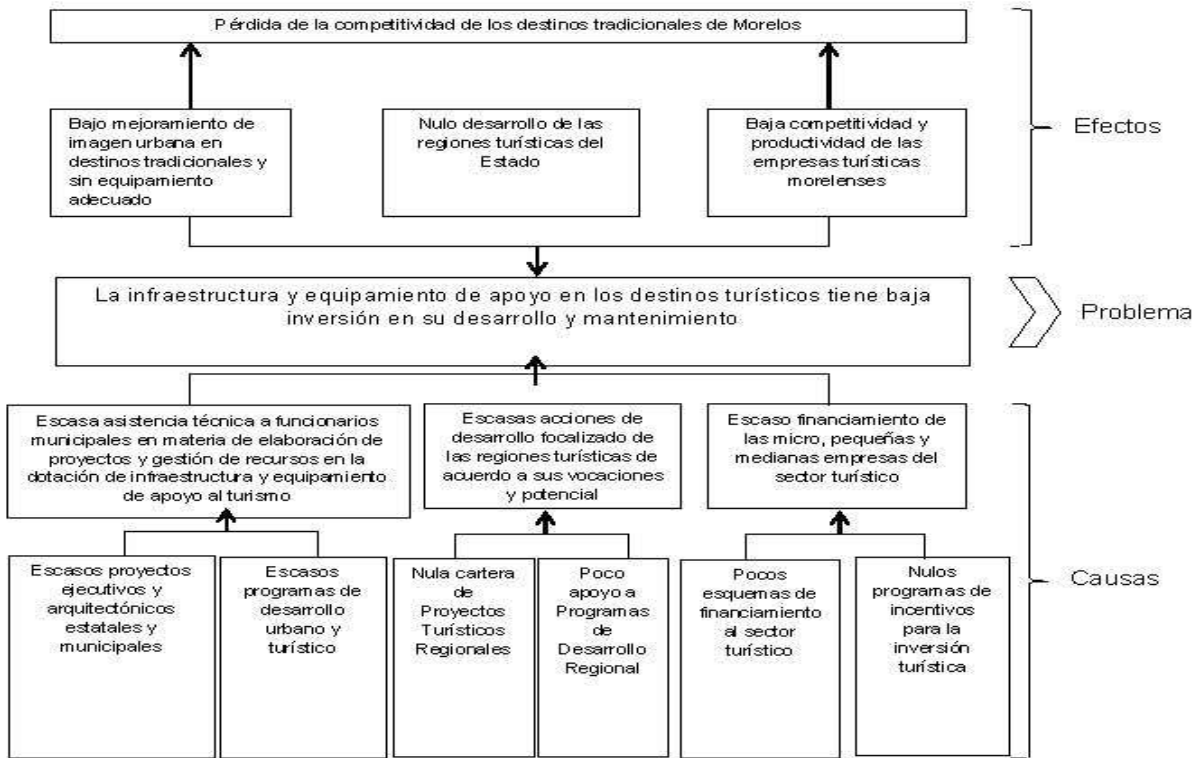 Pérdida de la competitividad de los destinos tradicionales de Morelos
Bajo mejoramiento de
imagen urbana en
destinos tradicionales y
sin equipamiento
adecuado
Nulo desarrollo de las
regiones turísticas del
Estado
Baja competitividad y
productividad de las
empresas turísticas
morelenses
Efectos
La infraestructura y equipamiento de apoyo en los destinos turísticos tiene baja
inversión en su desarrollo y mantenimiento
Problema
Escasa asistencia técnica a funcionarios
municipales en materia de elaboración de
proyectos y gestión de recursos en la
dotación de infraestructura y equipamiento
de apoyo al turismo
Escasas acciones de
desarrollo focalizado de
las regiones turísticas de
acuerdo a sus vocaciones
y potencial
Escaso financiamiento de
las micro, pequeñas y
medianas empresas del
sector turístico
Escasos proyectos
ejecutivos y
arquitectónicos
estatales y
municipales
Escasos
programas de
desarrollo
urbano y
turístico
Nula cartera
de
Proyectos
Turísticos
Regionales
Poco
apoyo a
Programas
de
Desarrollo
Regional
Pocos
esquemas de
financiamiento
al sector
turístico
Nulos
programas de
incentivos
para la
inversión
turística
Causas